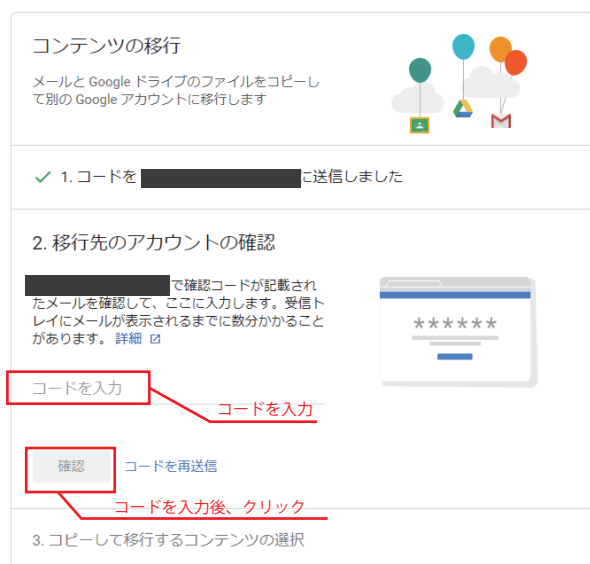 コンテンツの移行
メールと Google ドライブのファイルをコピーし
て別の Google アカウントに移行します
1. コードを に送信しました
2. 移行先のアカウントの確認
で確認コードが記載され
たメールを確認して、ここに入力します。受信ト
レイにメールが表示されるまでに数分かかること
があります。 詳細
コードを入力
コードを入力
確認 コードを再送信
コードを入力後、クリック
3. コピーして移行するコンテンツの選択